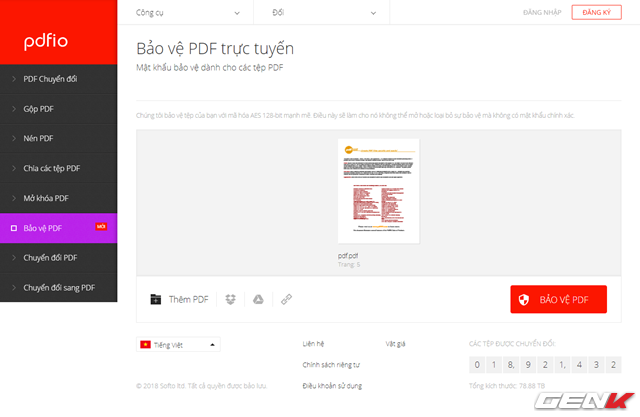 pdfio
Công cụ
Đổi
ĐĂNG NHẬP
ĐĂNG KÝ
PDF Chuyển đổi
Gộp PDF
Nén PDF
Chia các tệp PDF
Mở khóa PDF
Bảo vệ PDF
MỚI
Chuyển đổi PDF
Chuyển đổi sang PDF
Bảo vệ PDF trực tuyến
Mật khẩu bảo vệ dành cho các tệp PDF
Chúng tôi bảo vệ tệp của bạn với mã hóa AES 128-bit mạnh mẽ. Điều này sẽ làm cho nó không thể mở hoặc loại bỏ sự bảo vệ mà không có mật khẩu chính xác.
pdf.pdf
Trang: 5
Thêm PDF
BẢO VỆ PDF
Tiếng Việt
Liên hệ
Vật giá
CÁC TỆP ĐƯỢC CHUYỂN ĐỔI:
Chính sách riêng tư
0 1 8 , 9 2 1 , 4 3 2
© 2018 Softo ltd. Tất cả quyền được bảo lưu.
Điều khoản sử dụng
Tổng kích thước: 78.88 TB
GENK